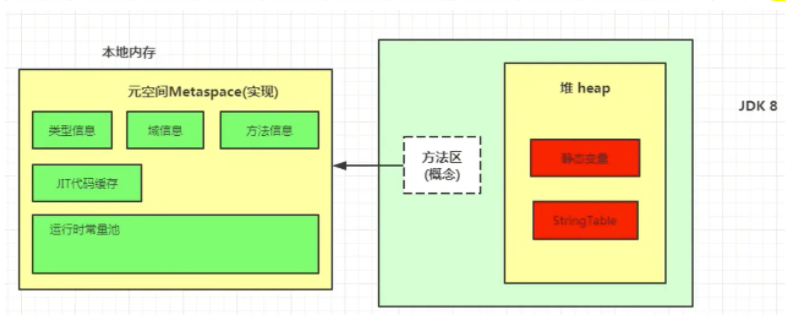 本地内存
元空间Metaspace(实现)
类型信息
域信息
方法信息
JIT代码缓存
运行时常量池
方法区
(概念)
堆 heap
静态变量
StringTable
JDK 8